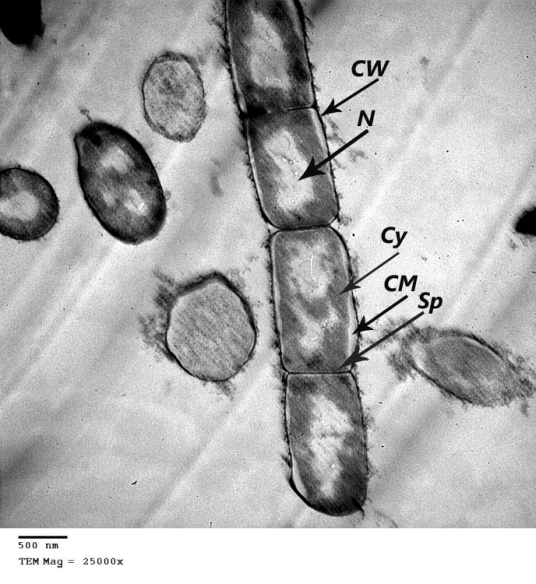 CW
N
Cy
CM
Sp
500 nm
TEM Mag = 25000x